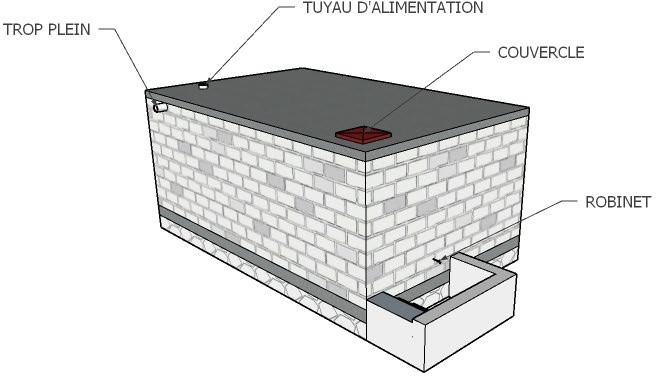 TUYAU D'ALIMENTATION
TROP PLEIN
COUVERCLE
ROBINET